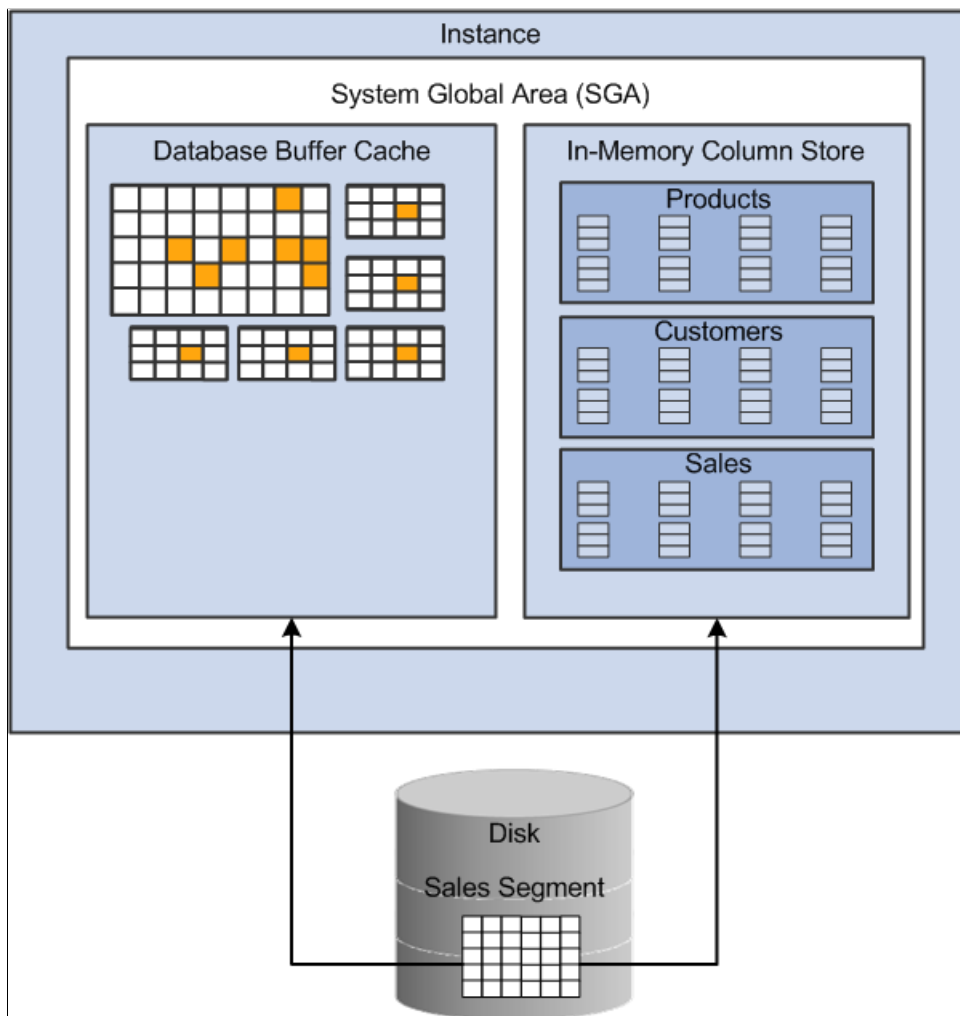 Instance
System Global Area (SGA)
Database Buffer Cache
In-Memory Column Store
Products
Customers
Sales
Disk
Sales Segment